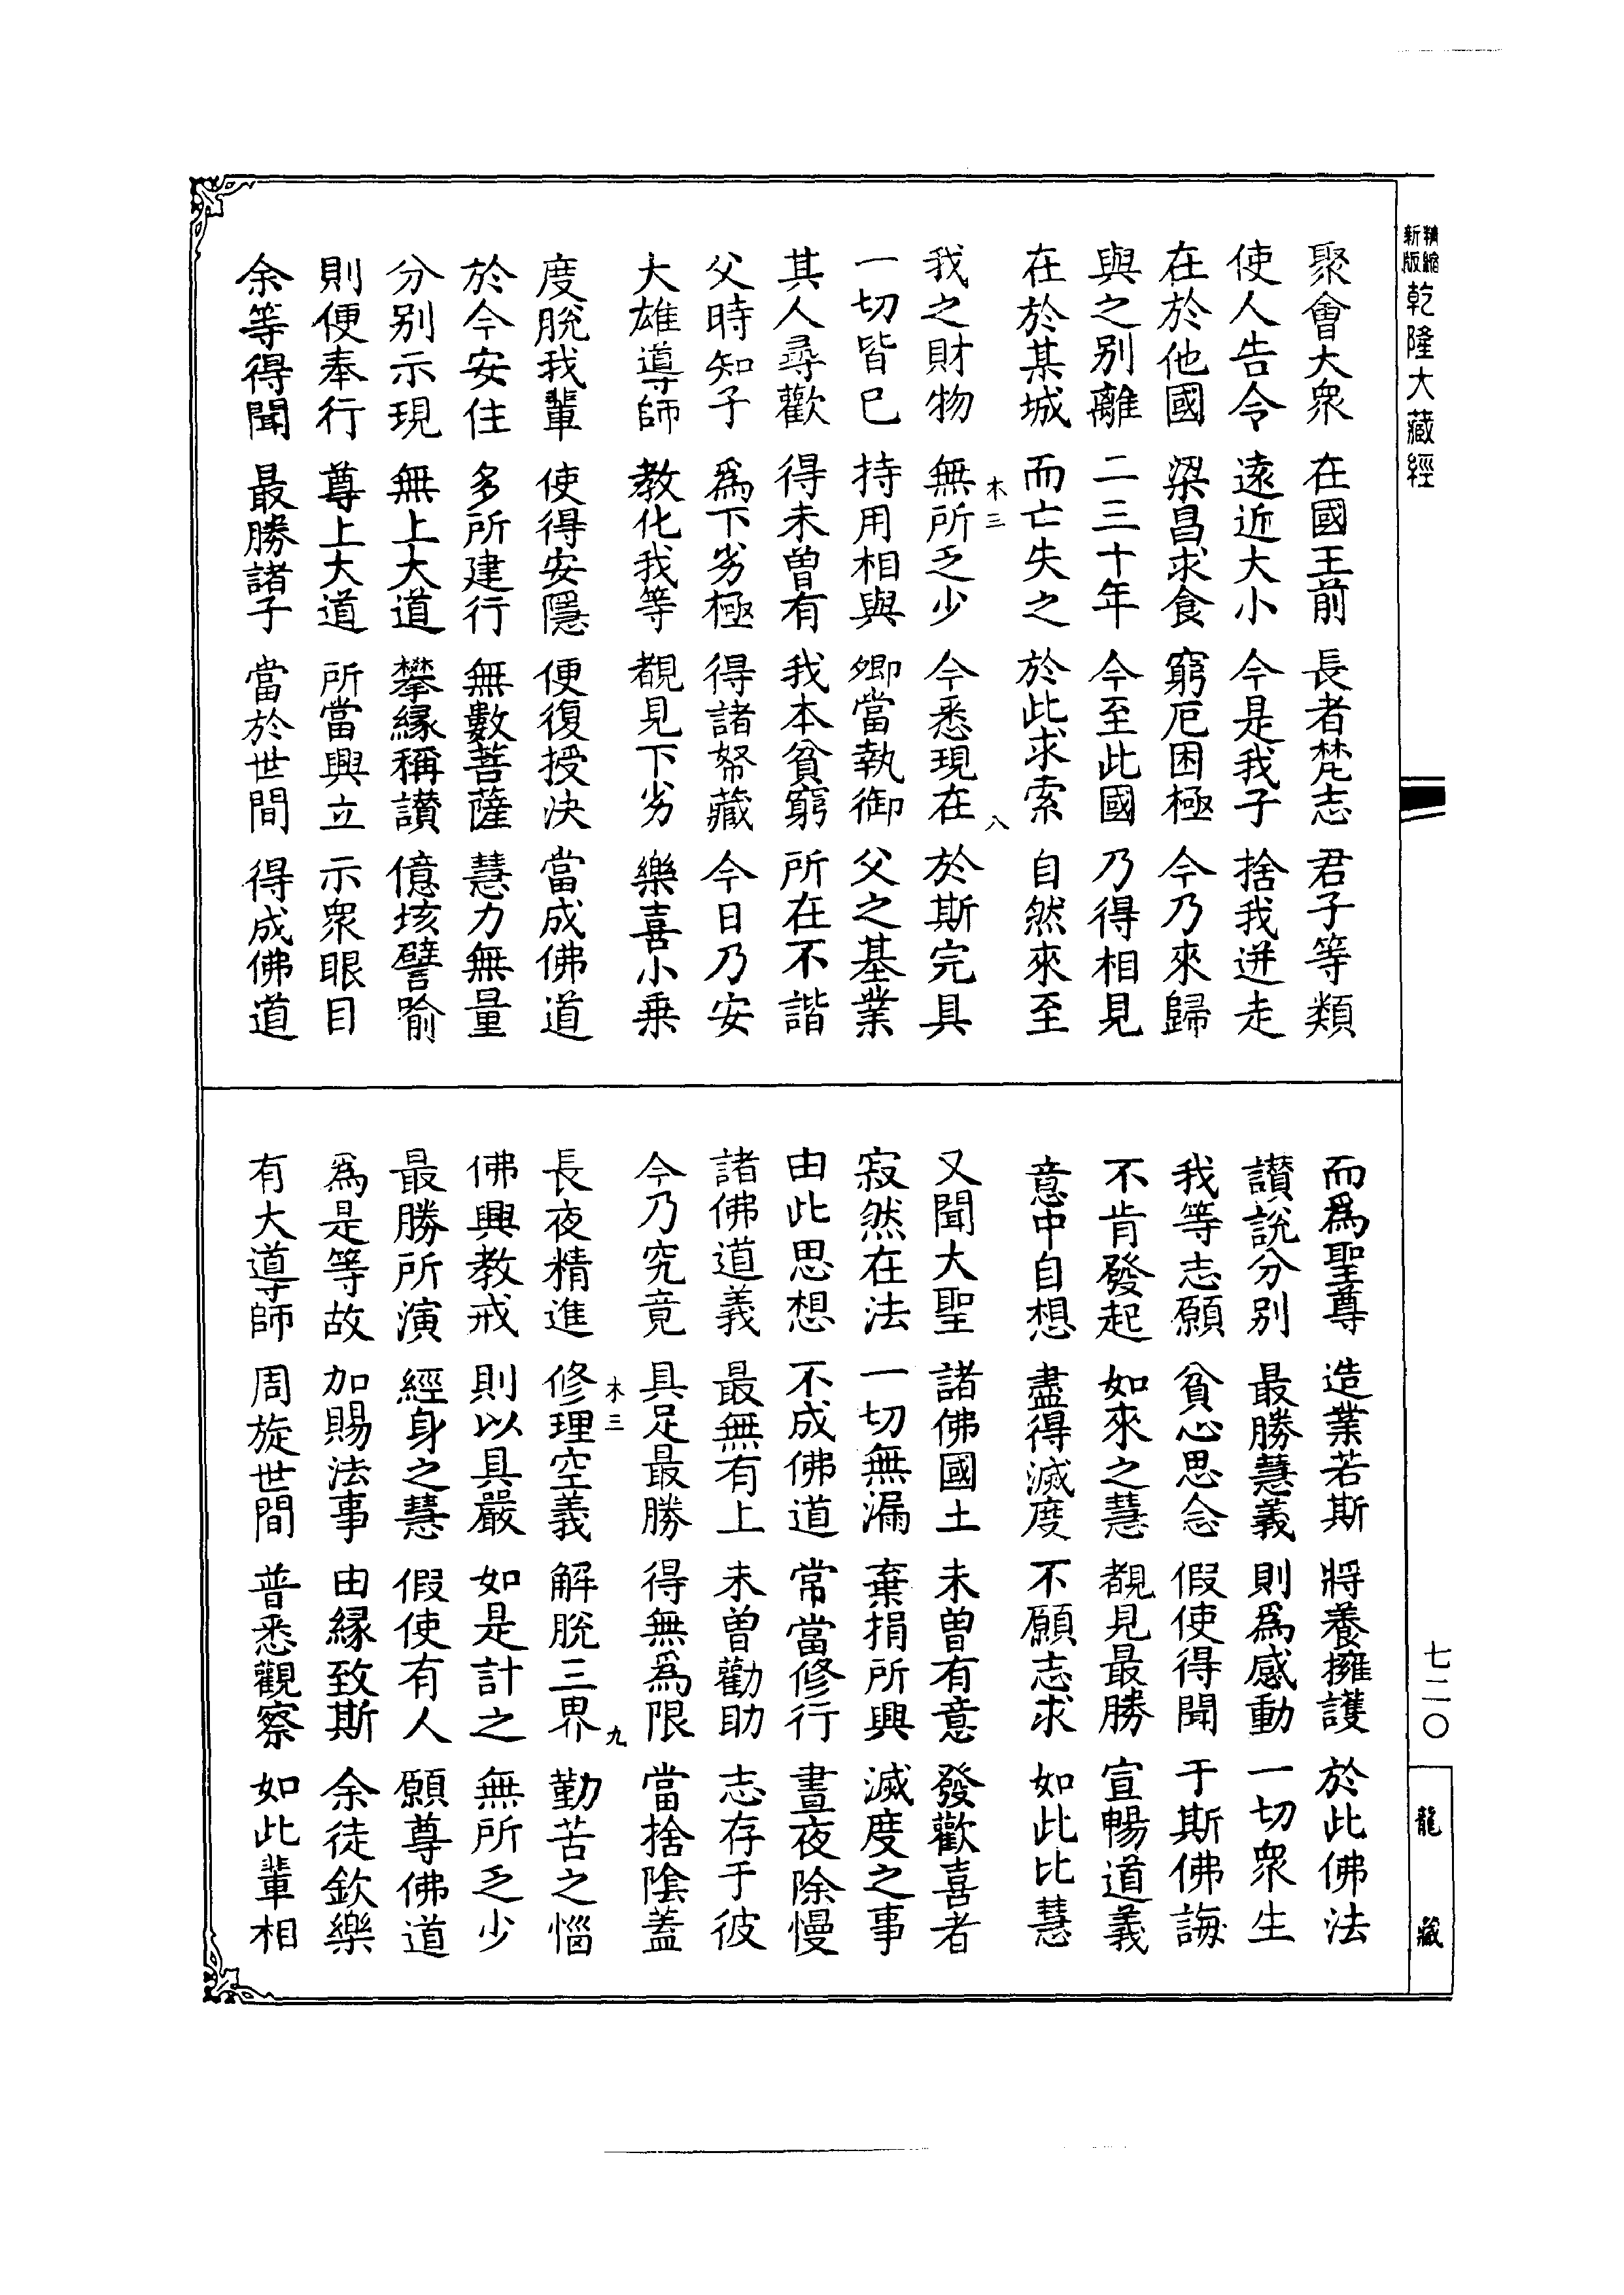 精縮新版乾隆大藏經
七二〇
龍藏
聚會大衆 在國王前 長者梵志 君子等類
使人告令 遠近大小 今是我子 捨我迸走
在於他國 梁昌求食 窮厄困極 今乃來歸
與之别離 二三十年 今至此國 乃得相見
在於某城 而亡失之 於此求索 自然來至
木三 八
我之財物 無所乏少 今悉現在 於斯完具
一切皆已 持用相與 卿當執御 父之基業
其人尋歡 得未曾有 我本貧窮 所在不諧
父時知子 爲下劣極 得諸帑藏 今日乃安
大雄導師 教化我等 覩見下劣 樂喜小乗
度脫我輩 使得安隱 便復授决 當成佛道
於今安住 多所建行 無數菩薩 慧力無量
分别示現 無上大道 攀縁稱讃 億垓譬喻
則便奉行 尊上大道 所當興立 示衆眼目
余等得聞 最勝諸子 當於世間 得成佛道
而爲聖尊 造業若斯 將養擁護 於此佛法
讃說分别 最勝慧義 則爲感動 一切衆生
我等志願 貧心思念 假使得聞 于斯佛誨
不肯發起 如來之慧 覩見最勝 宣暢道義
意中自想 盡得滅度 不願志求 如此比慧
又聞大聖 諸佛國土 未曾有意 發歡喜者
寂然在法 一切無漏 棄捐所興 滅度之事
由此思想 不成佛道 常當修行 晝夜除慢
諸佛道義 最無有上 未曾勸助 志存于彼
今乃究竟 具足最勝 得無爲限 當捨陰蓋
木三 九
長夜精進 修理空義 解脫三界 勤苦之惱
佛興教戒 則以具嚴 如是計之 無所乏少
最勝所演 經身之慧 假使有人 願尊佛道
爲是等故 加賜法事 由縁致斯 余徒欽樂
有大導師 周旋世間 普悉觀察 如此輩相